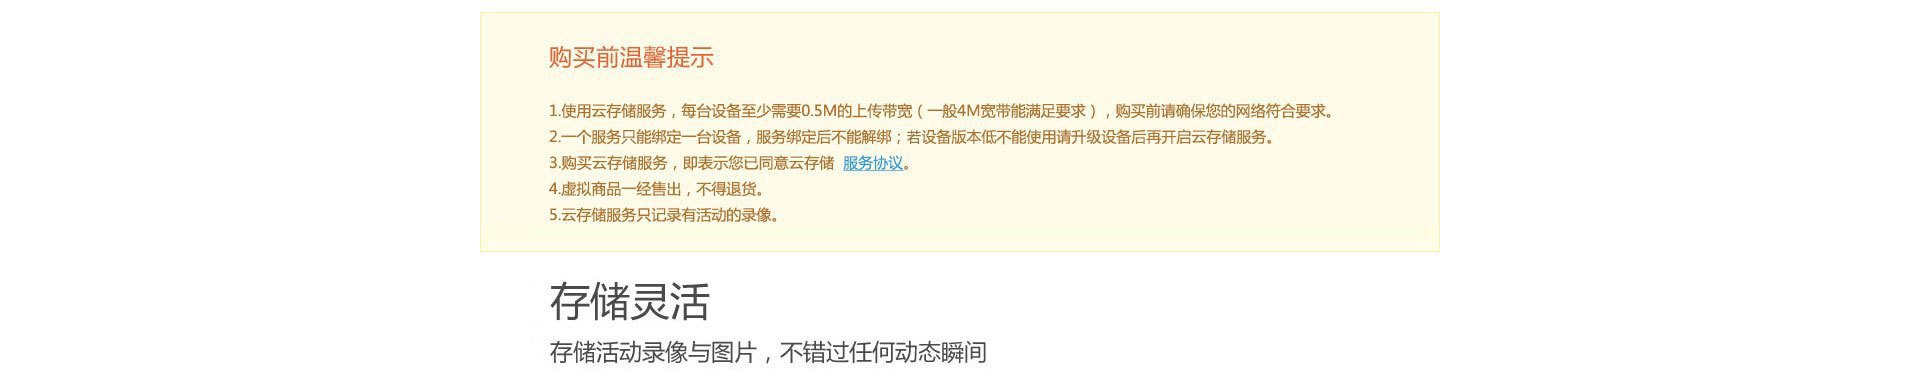 购买前温馨提示
1.使用云存储服务，每台设备至少需要0.5M的上传带宽（一般4M宽带能满足要求），购买前请确保您的网络符合要求。
2.一个服务只能绑定一台设备，服务绑定后不能解绑；若设备版本低不能使用请升级设备后再开启云存储服务。
3.购买云存储服务，即表示您已同意云存储 服务协议。
4.虚拟商品一经售出，不得退货。
5.云存储服务只记录有活动的录像。
存储灵活
存储活动录像与图片，不错过任何动态瞬间